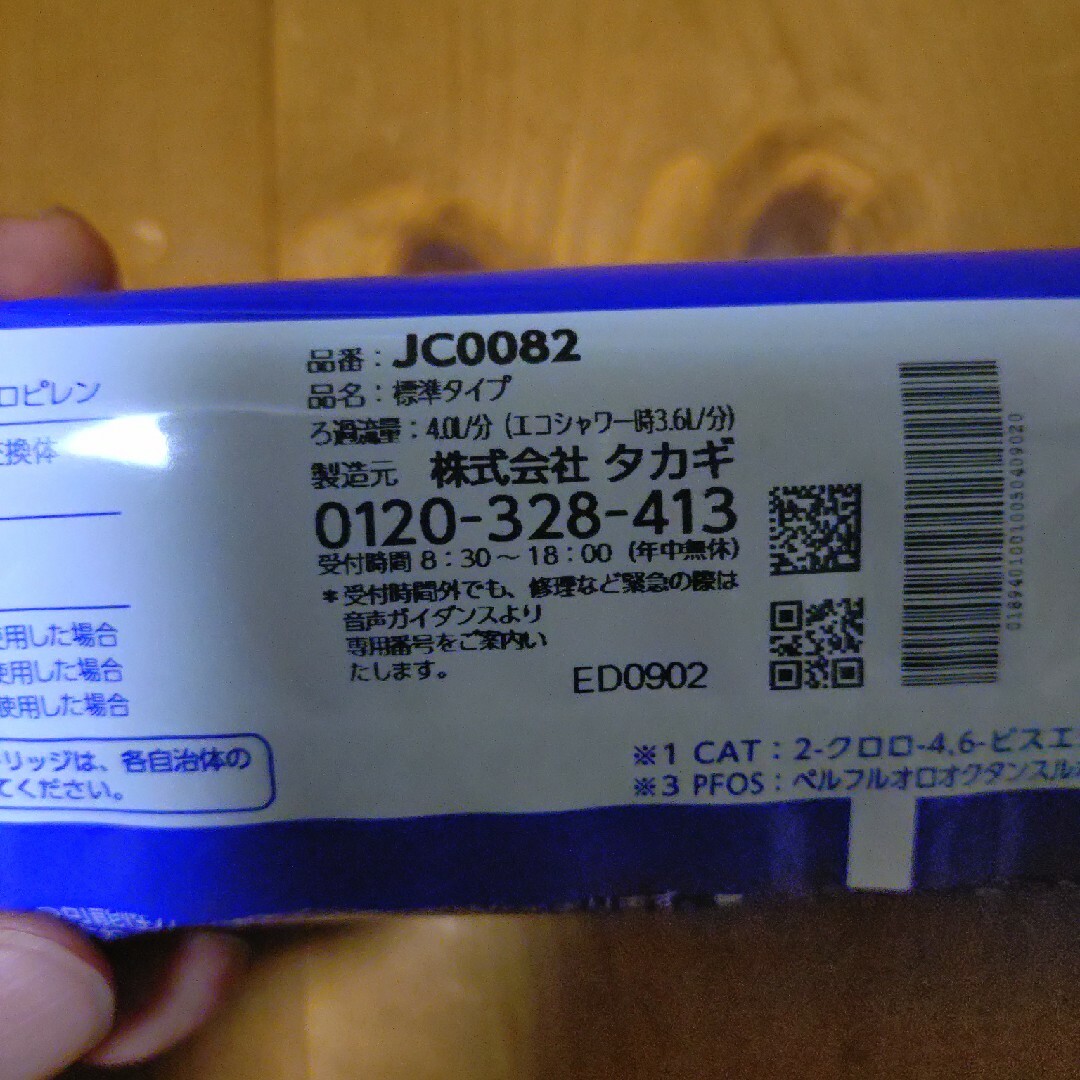 ロピレン
交換体
使用した場合
使用した場合
使用した場合
リッジは、各自治体の
てください。
品番：JC0082
品名：標準タイプ
ろ過流量：4.0L/分（エコシャワー時3.6L/分）
製造元 株式会社 タカギ
0120-328-413
受付時間 8：30～18：00（年中無休）
＊受付時間外でも、修理など緊急の際は
音声ガイダンスより
専用番号をご案内い
たします。
ED0902
※1 CAT：2-クロロ-4,6-ビスエ
※3 PFOS：ペルフルオロオクタンスル